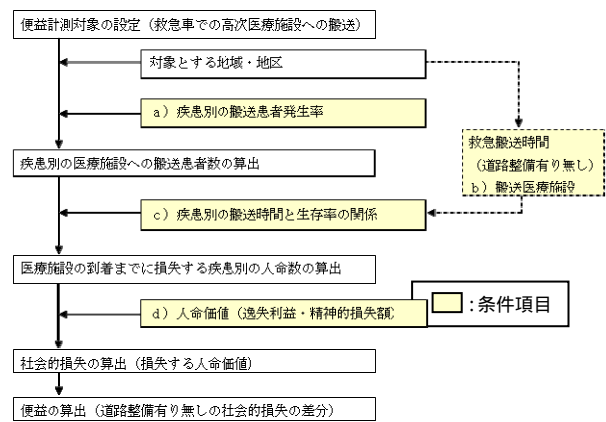 便益計測対象の設定（救急車での高次医療施設への搬送）
対象とする地域・地区
ａ）疾患別の搬送患者発生率
救急搬送時間
（道路整備有り無し）
ｂ）搬送医療施設
疾患別の医療施設への搬送患者数の算出
ｃ）疾患別の搬送時間と生存率の関係
医療施設の到着までに損失する疾患別の人命数の算出
ｄ）人命価値（逸失利益・精神的損失額）
：条件項目
社会的損失の算出（損失する人命価値）
便益の算出（道路整備有り無しの社会的損失の差分）